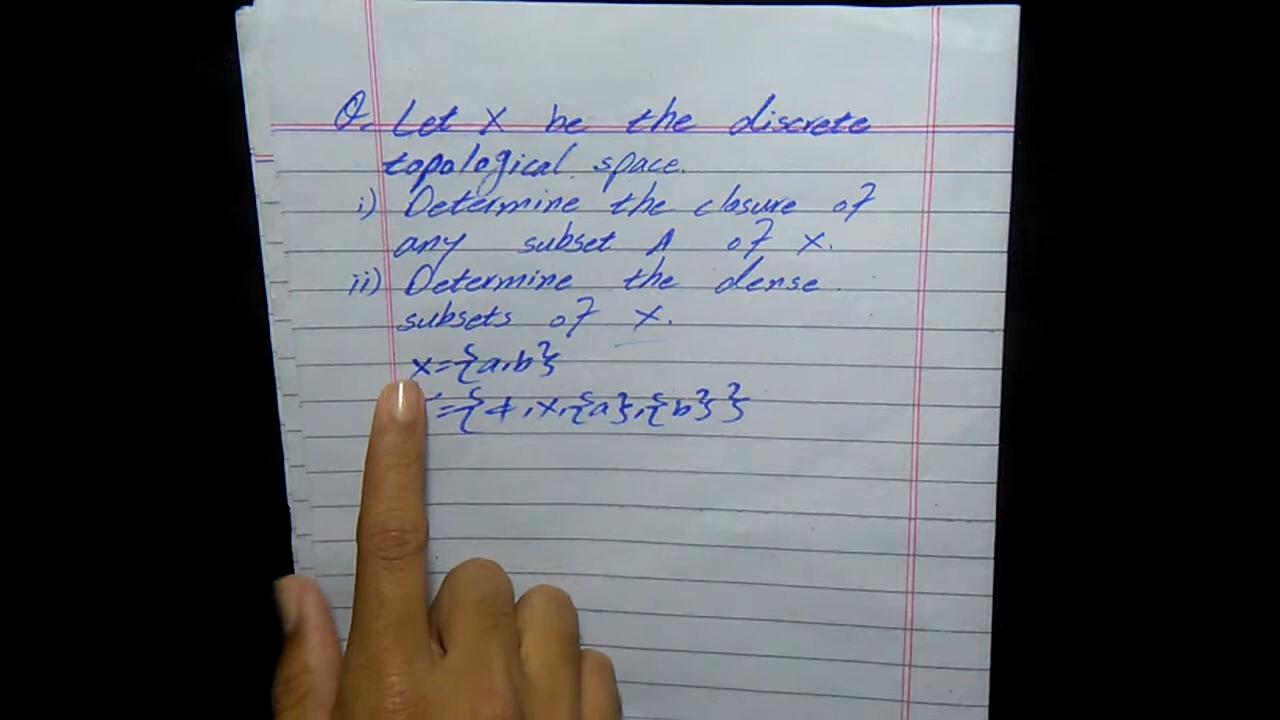 Q. Let X be the discrete
topological space.
i) Determine the closure of
any subset A of X.
ii) Determine the dense
subsets of X.
X={a,b}
={ϕ,X,{a},{b}}